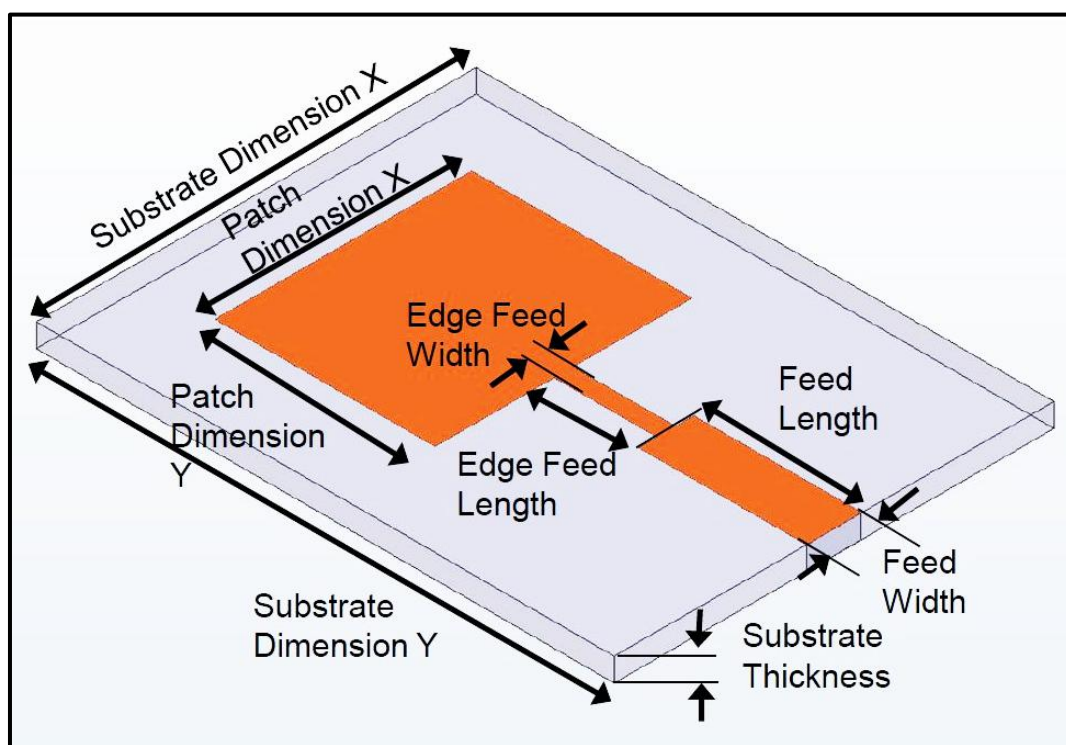 Substrate Dimension X
Patch
Dimension X
Edge Feed
Width
Feed
Length
Patch
Dimension
Y
Edge Feed
Length
Feed
Width
Substrate
Dimension Y
Substrate
Thickness